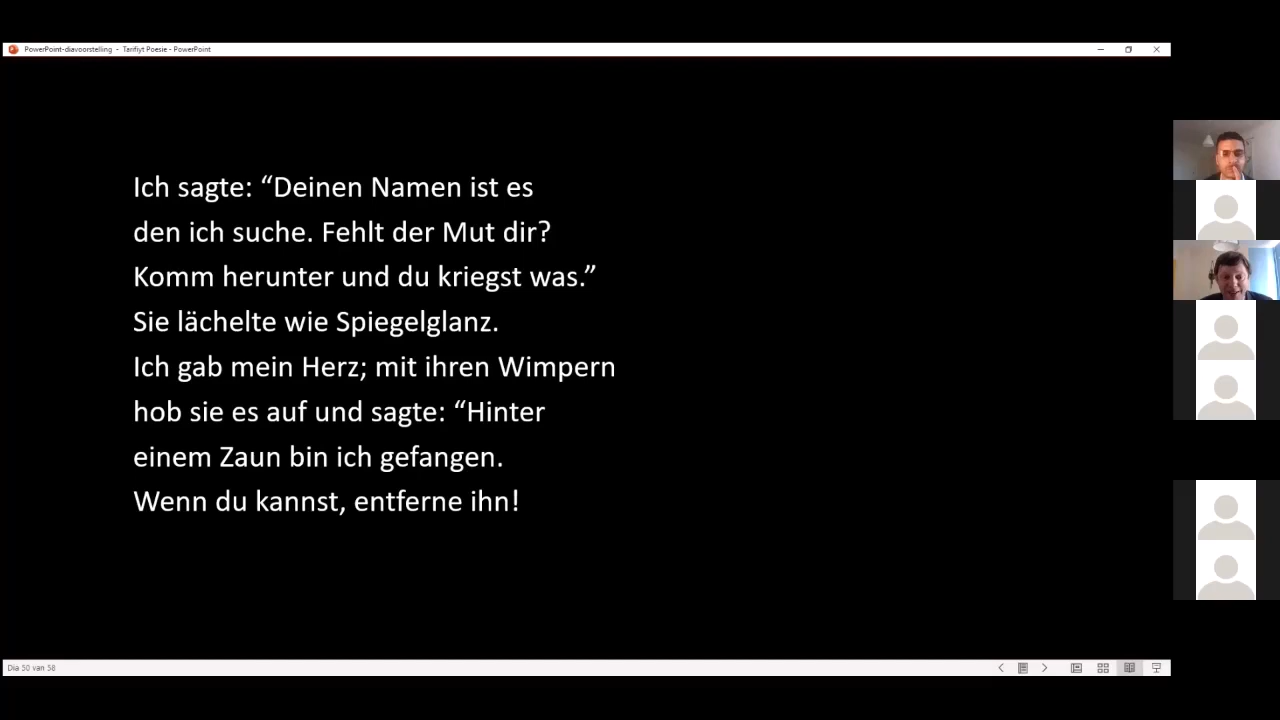 PowerPoint-diavoorstelling - Tarifiyt Poesie - PowerPoint
Ich sagte: “Deinen Namen ist es
den ich suche. Fehlt der Mut dir?
Komm herunter und du kriegst was.”
Sie lächelte wie Spiegelglanz.
Ich gab mein Herz; mit ihren Wimpern
hob sie es auf und sagte: “Hinter
einem Zaun bin ich gefangen.
Wenn du kannst, entferne ihn!
Dia 50 van 58